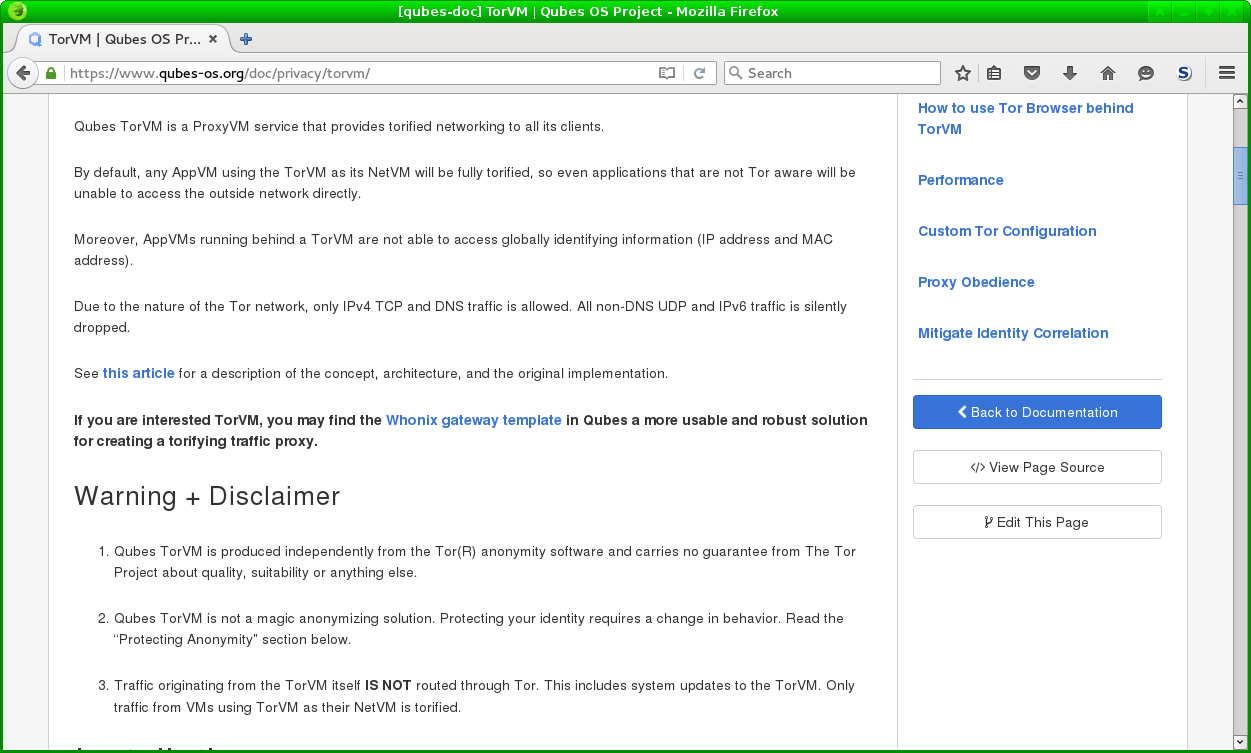 [qubes-doc] TorVM | Qubes OS Project - Mozilla Firefox
TorVM | Qubes OS Pr...
https://www.qubes-os.org/doc/privacy/torvm/
Search
S
Qubes TorVM is a ProxyVM service that provides torified networking to all its clients.
By default, any AppVM using the TorVM as its NetVM will be fully torified, so even applications that are not Tor aware will be
unable to access the outside network directly.
Moreover, AppVMs running behind a TorVM are not able to access globally identifying information (IP address and MAC
address).
Due to the nature of the Tor network, only IPv4 TCP and DNS traffic is allowed. All non-DNS UDP and IPv6 traffic is silently
dropped.
See this article for a description of the concept, architecture, and the original implementation.
If you are interested TorVM, you may find the Whonix gateway template in Qubes a more usable and robust solution
for creating a torifying traffic proxy.
Warning + Disclaimer
1. Qubes TorVM is produced independently from the Tor(R) anonymity software and carries no guarantee from The Tor
Project about quality, suitability or anything else.
2. Qubes TorVM is not a magic anonymizing solution. Protecting your identity requires a change in behavior. Read the
“Protecting Anonymity” section below.
3. Traffic originating from the TorVM itself IS NOT routed through Tor. This includes system updates to the TorVM. Only
traffic from VMs using TorVM as their NetVM is torified.
How to use Tor Browser behind
TorVM
Performance
Custom Tor Configuration
Proxy Obedience
Mitigate Identity Correlation
Back to Documentation
</> View Page Source
Edit This Page